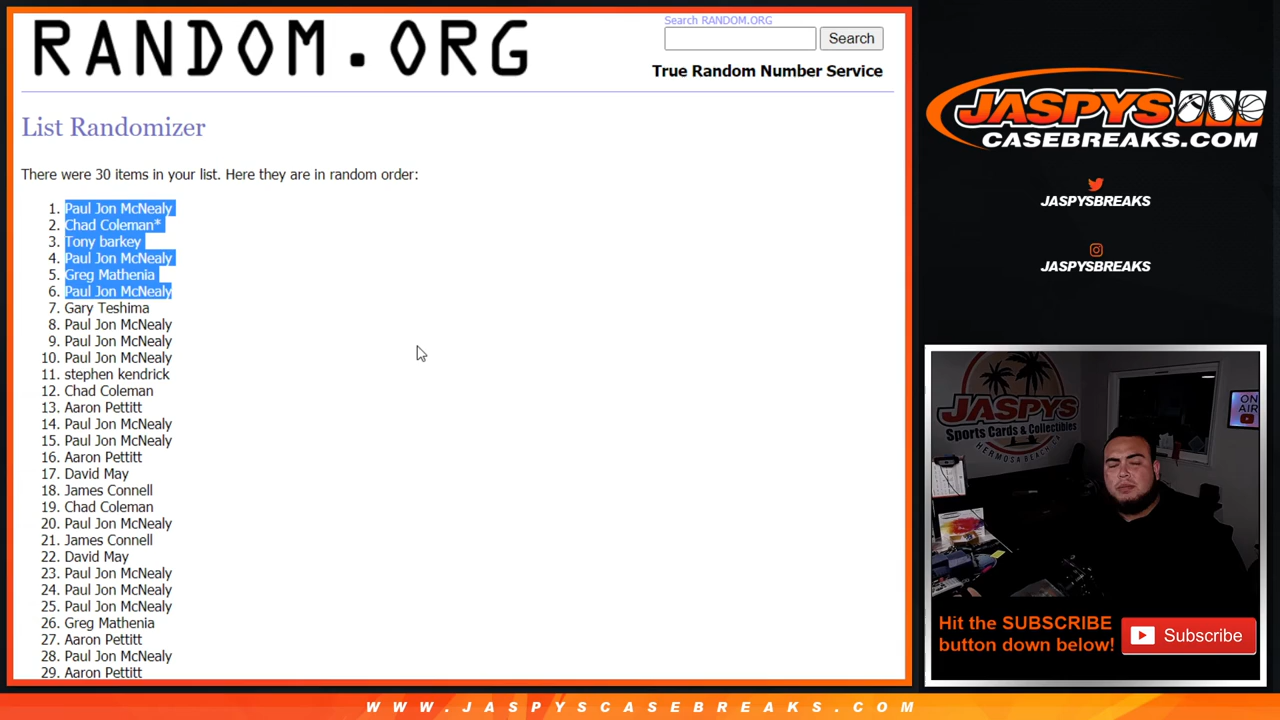 RANDOM.ORG
Search RANDOM.ORG
Search
True Random Number Service
List Randomizer
There were 30 items in your list. Here they are in random order:
1. Paul Jon McNealy
2. Chad Coleman*
3. Tony barkey
4. Paul Jon McNealy
5. Greg Mathenia
6. Paul Jon McNealy
7. Gary Teshima
8. Paul Jon McNealy
9. Paul Jon McNealy
10. Paul Jon McNealy
11. stephen kendrick
12. Chad Coleman
13. Aaron Pettitt
14. Paul Jon McNealy
15. Paul Jon McNealy
16. Aaron Pettitt
17. David May
18. James Connell
19. Chad Coleman
20. Paul Jon McNealy
21. James Connell
22. David May
23. Paul Jon McNealy
24. Paul Jon McNealy
25. Paul Jon McNealy
26. Greg Mathenia
27. Aaron Pettitt
28. Paul Jon McNealy
29. Aaron Pettitt
JASPYS
CASEBREAKS.COM
JASPYSBREAKS
JASPYSBREAKS
JASPYS
Sports Cards & Collectibles
HERMOSA BEACH, CA
ON
AIR
Hit the SUBSCRIBE
button down below!
Subscribe
WWW.JASPYSCASEBREAKS.COM